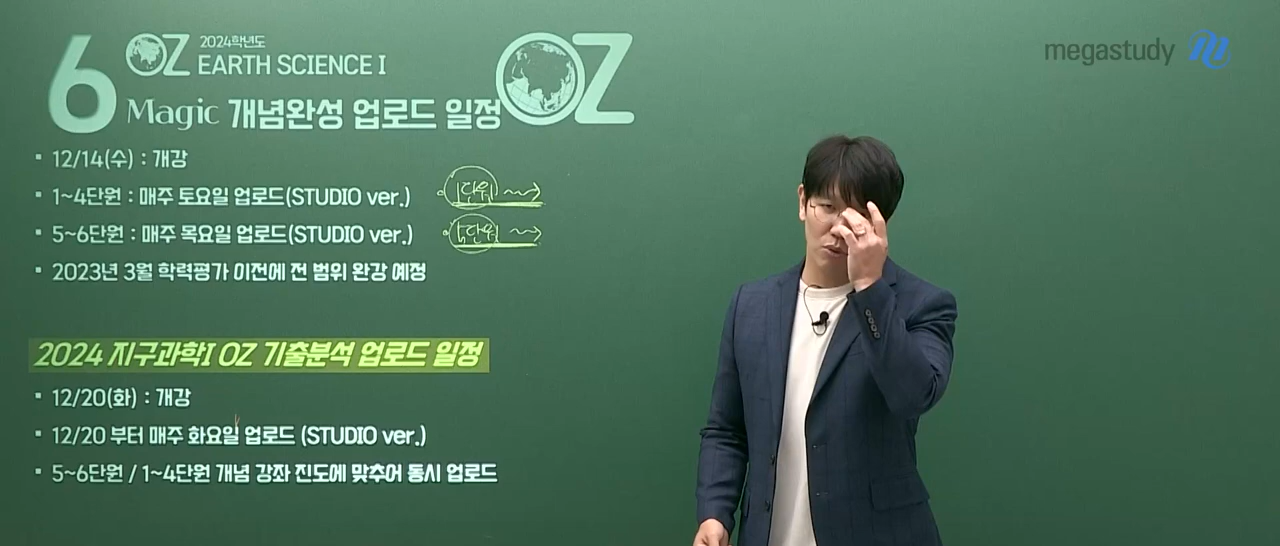 6 OZ 2024학년도
EARTH SCIENCE I
Magic 개념완성 업로드 일정
OZ
megastudy
▪ 12/14(수) : 개강
▪ 1~4단원 : 매주 토요일 업로드(STUDIO ver.) 1단원
▪ 5~6단원 : 매주 목요일 업로드(STUDIO ver.)
▪ 2023년 3월 학력평가 이전에 전 범위 완강 예정
2024 지구과학I OZ 기출분석 업로드 일정
▪ 12/20(화) : 개강
▪ 12/20 부터 매주 화요일 업로드 (STUDIO ver.)
▪ 5~6단원 / 1~4단원 개념 강좌 진도에 맞추어 동시 업로드